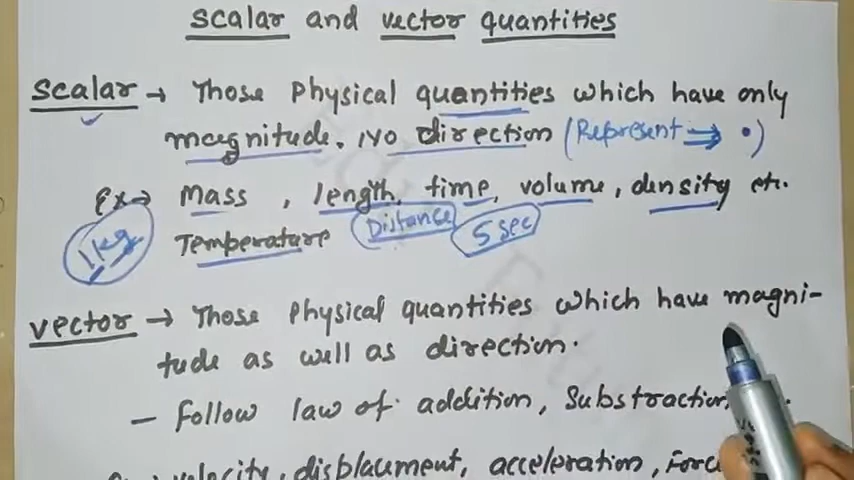 Scalar and vector quantities
Scalar → Those Physical quantities which have only
magnitude. No direction (Represent ⇒ •)
Ex → Mass, length, time, volume, density etc.
1 kg Temperature Distance 5 sec
vector → Those Physical quantities which have magni-
tude as well as direction.
- Follow law of addition, Substraction
velocity, displacement, acceleration, Force